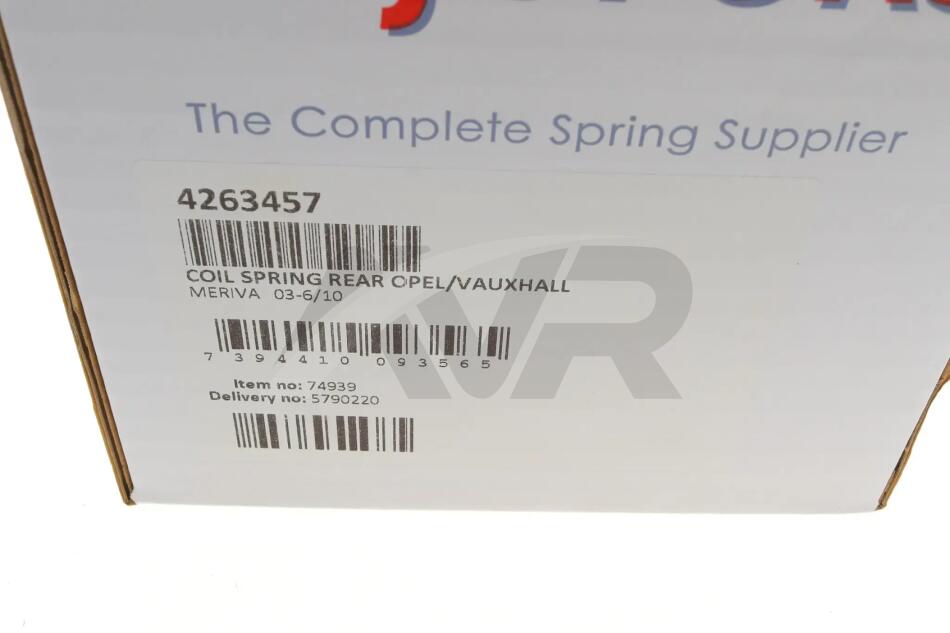 The Complete Spring Supplier
4263457
COIL SPRING REAR OPEL/VAUXHALL
MERIVA 03-6/10
7 394410 093565
Item no: 74939
Delivery no: 5790220